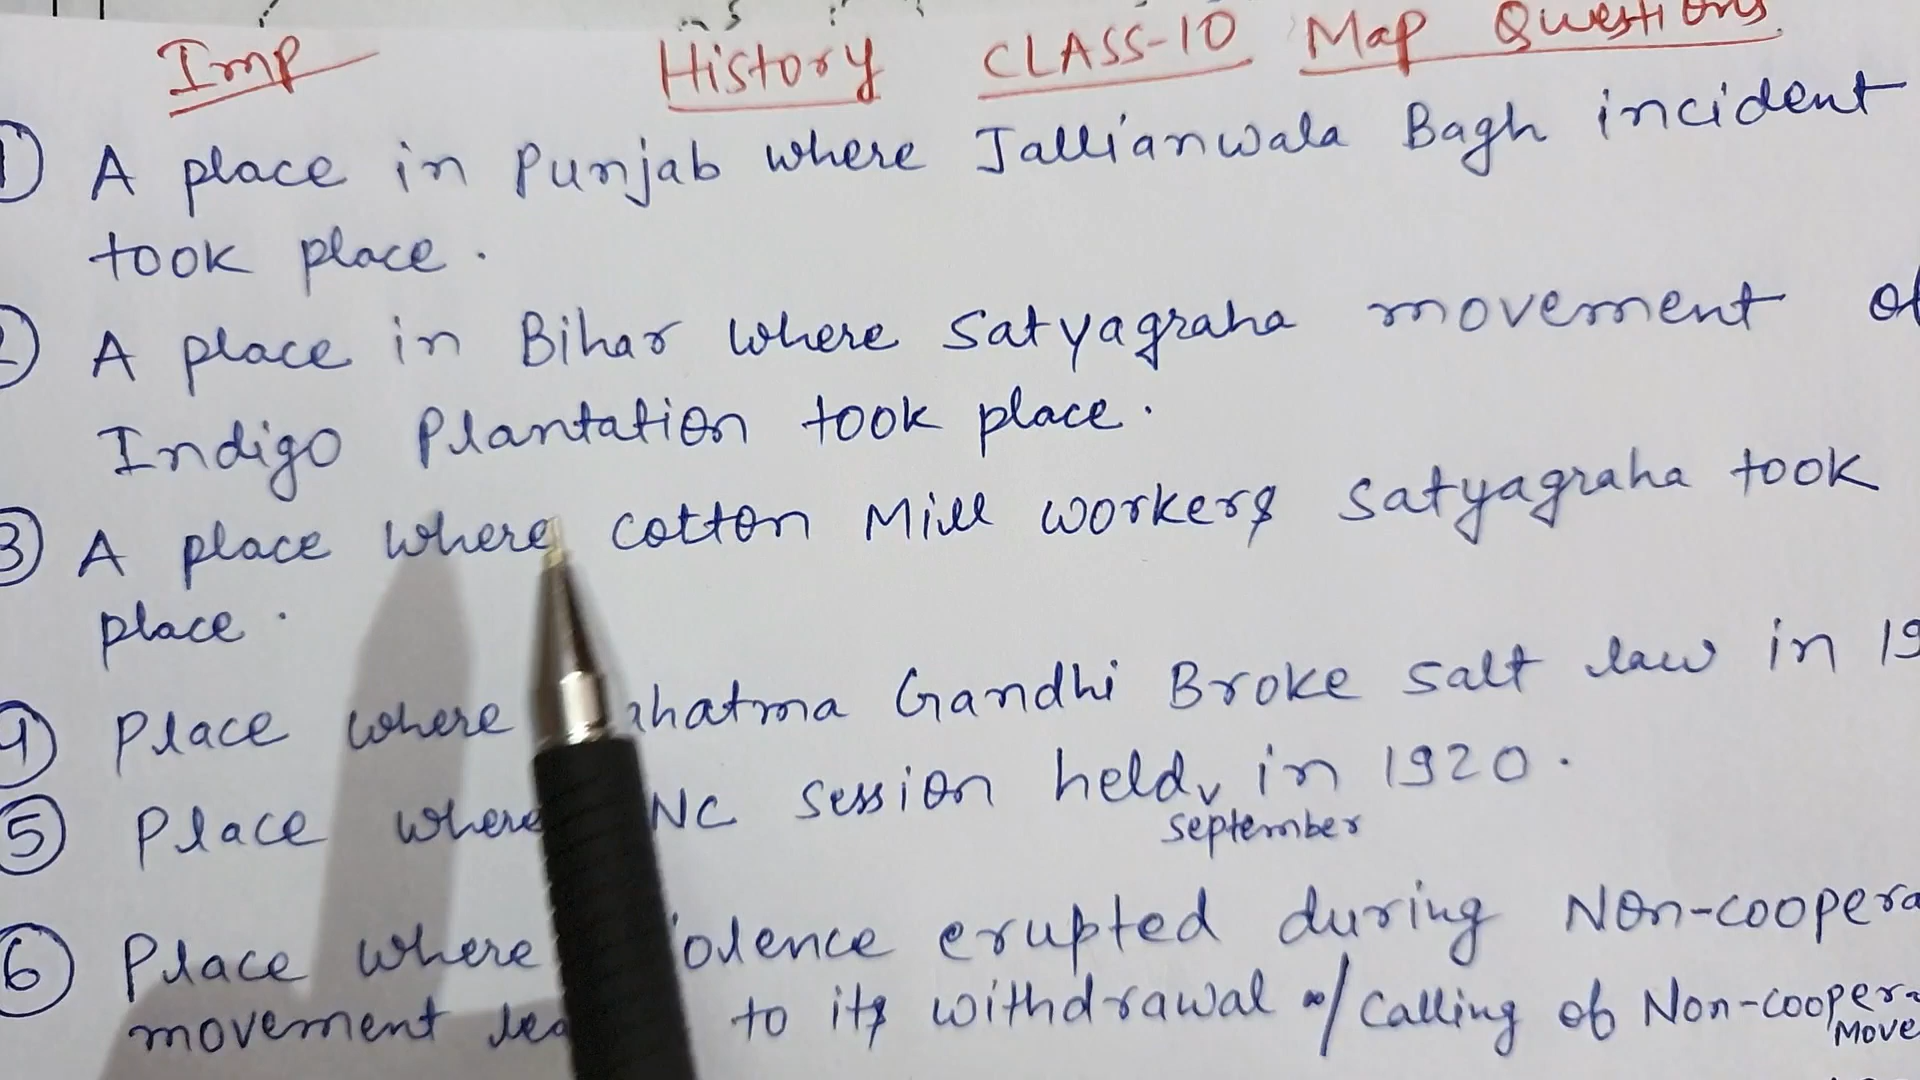 Imp History CLASS-10 Map Questions
① A place in Punjab where Jallianwala Bagh incident
took place.
② A place in Bihar where Satyagraha movement of
Indigo Plantation took place.
③ A place where cotton Mill workers Satyagraha took
place.
④ Place where ahatma Gandhi Broke salt law in 19
⑤ Place where NC session held in 1920.
September
⑥ Place where iolence erupted during Non-coopera
movement lea to its withdrawal / Calling of Non-cooper
Move